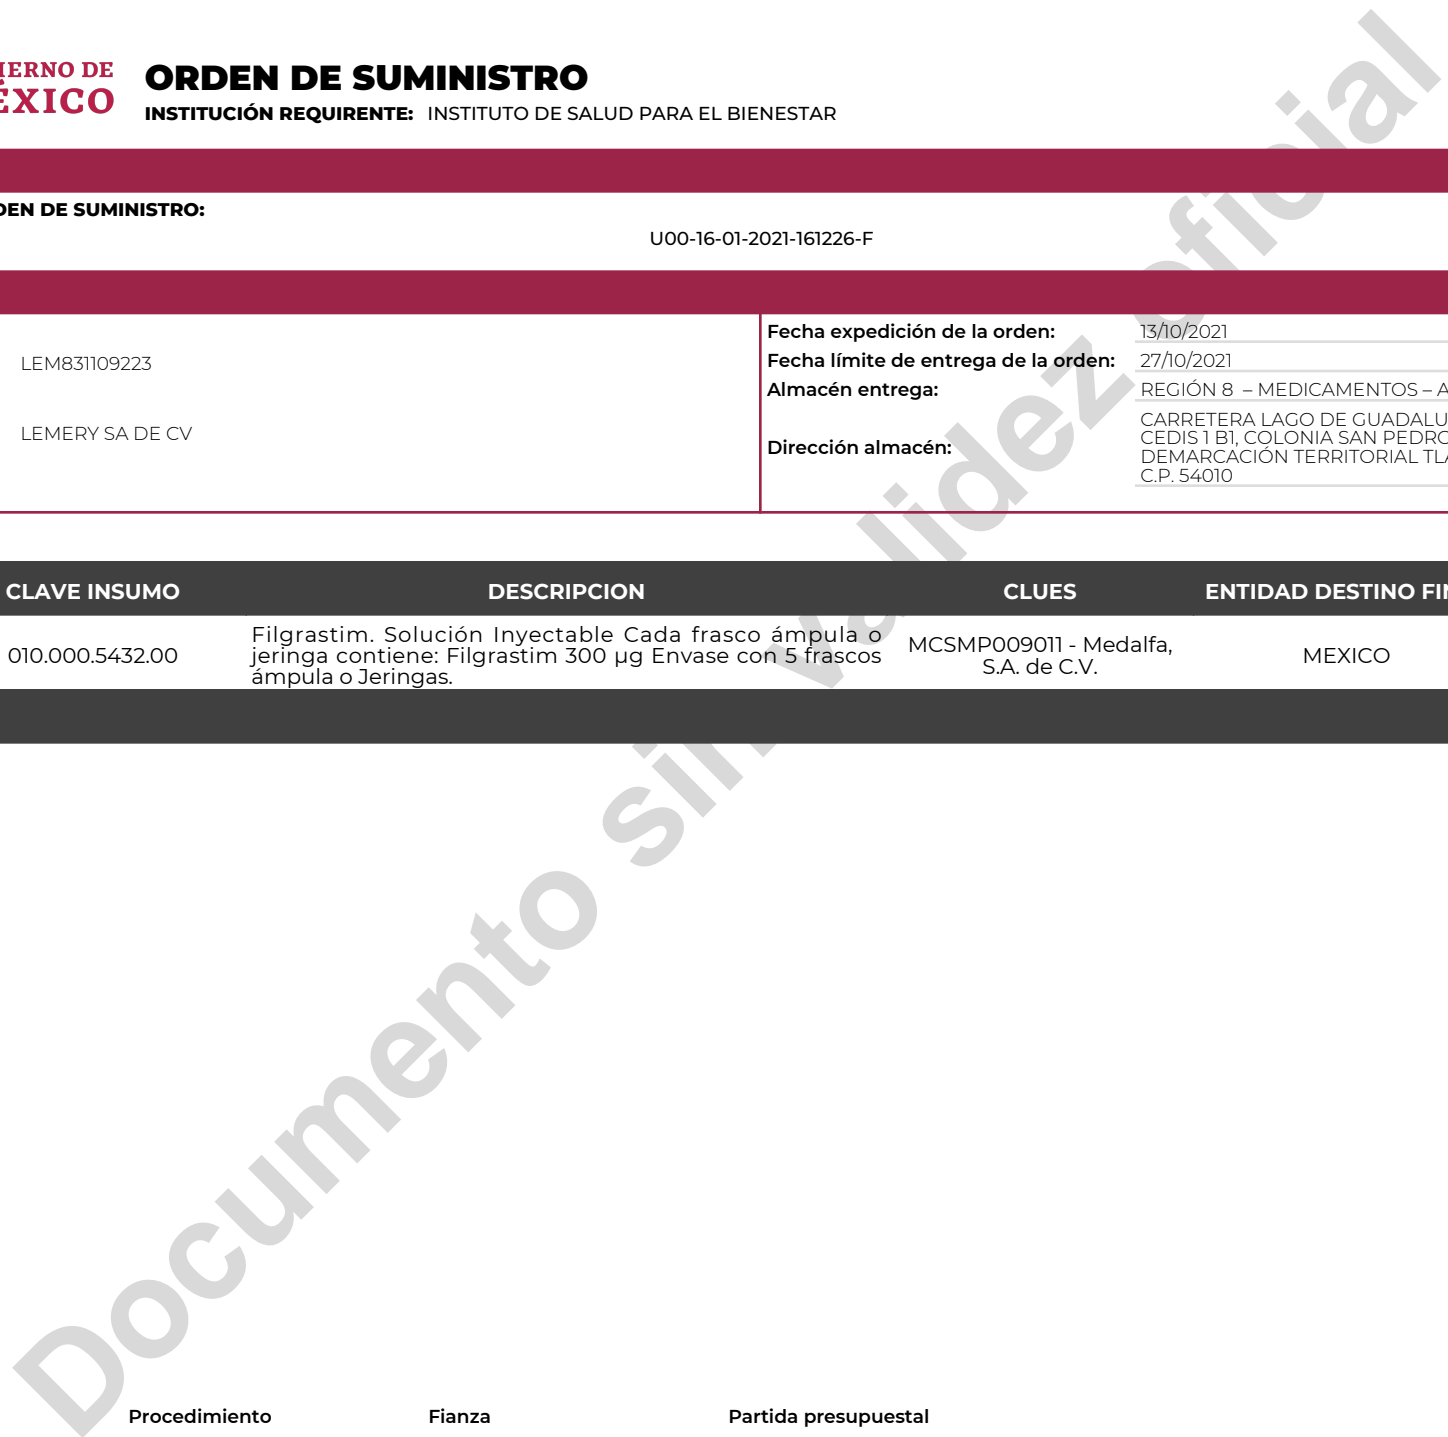 IERNO DE
ÉXICO
ORDEN DE SUMINISTRO
INSTITUCIÓN REQUIRENTE: INSTITUTO DE SALUD PARA EL BIENESTAR
DEN DE SUMINISTRO:
U00-16-01-2021-161226-F
LEM831109223
LEMERY SA DE CV
Fecha expedición de la orden: 13/10/2021
Fecha límite de entrega de la orden: 27/10/2021
Almacén entrega: REGIÓN 8 – MEDICAMENTOS – A
Dirección almacén:
CARRETERA LAGO DE GUADALU
CEDIS 1 B1, COLONIA SAN PEDRO
DEMARCACIÓN TERRITORIAL TLA
C.P. 54010
CLAVE INSUMO DESCRIPCION CLUES ENTIDAD DESTINO FIN
010.000.5432.00
Filgrastim. Solución Inyectable Cada frasco ámpula o
jeringa contiene: Filgrastim 300 µg Envase con 5 frascos
ámpula o Jeringas.
MCSMP009011 - Medalfa,
S.A. de C.V.
MEXICO
Documento sin validez oficial
Procedimiento Fianza Partida presupuestal